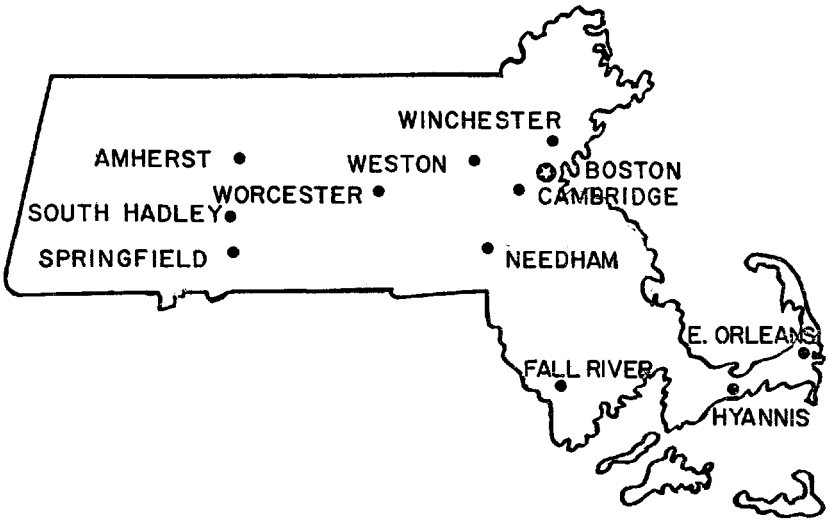 WINCHESTER
AMHERST
WESTON
BOSTON
WORCESTER
CAMBRIDGE
SOUTH HADLEY
SPRINGFIELD
NEEDHAM
E. ORLEANS
FALL RIVER
HYANNIS